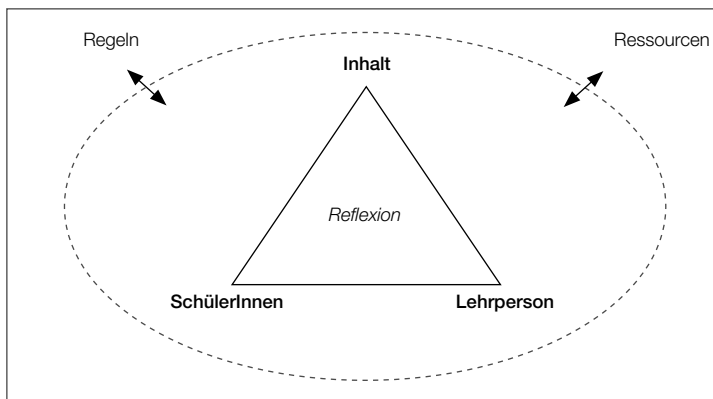 Regeln
Ressourcen
Inhalt
Reflexion
SchülerInnen
Lehrperson